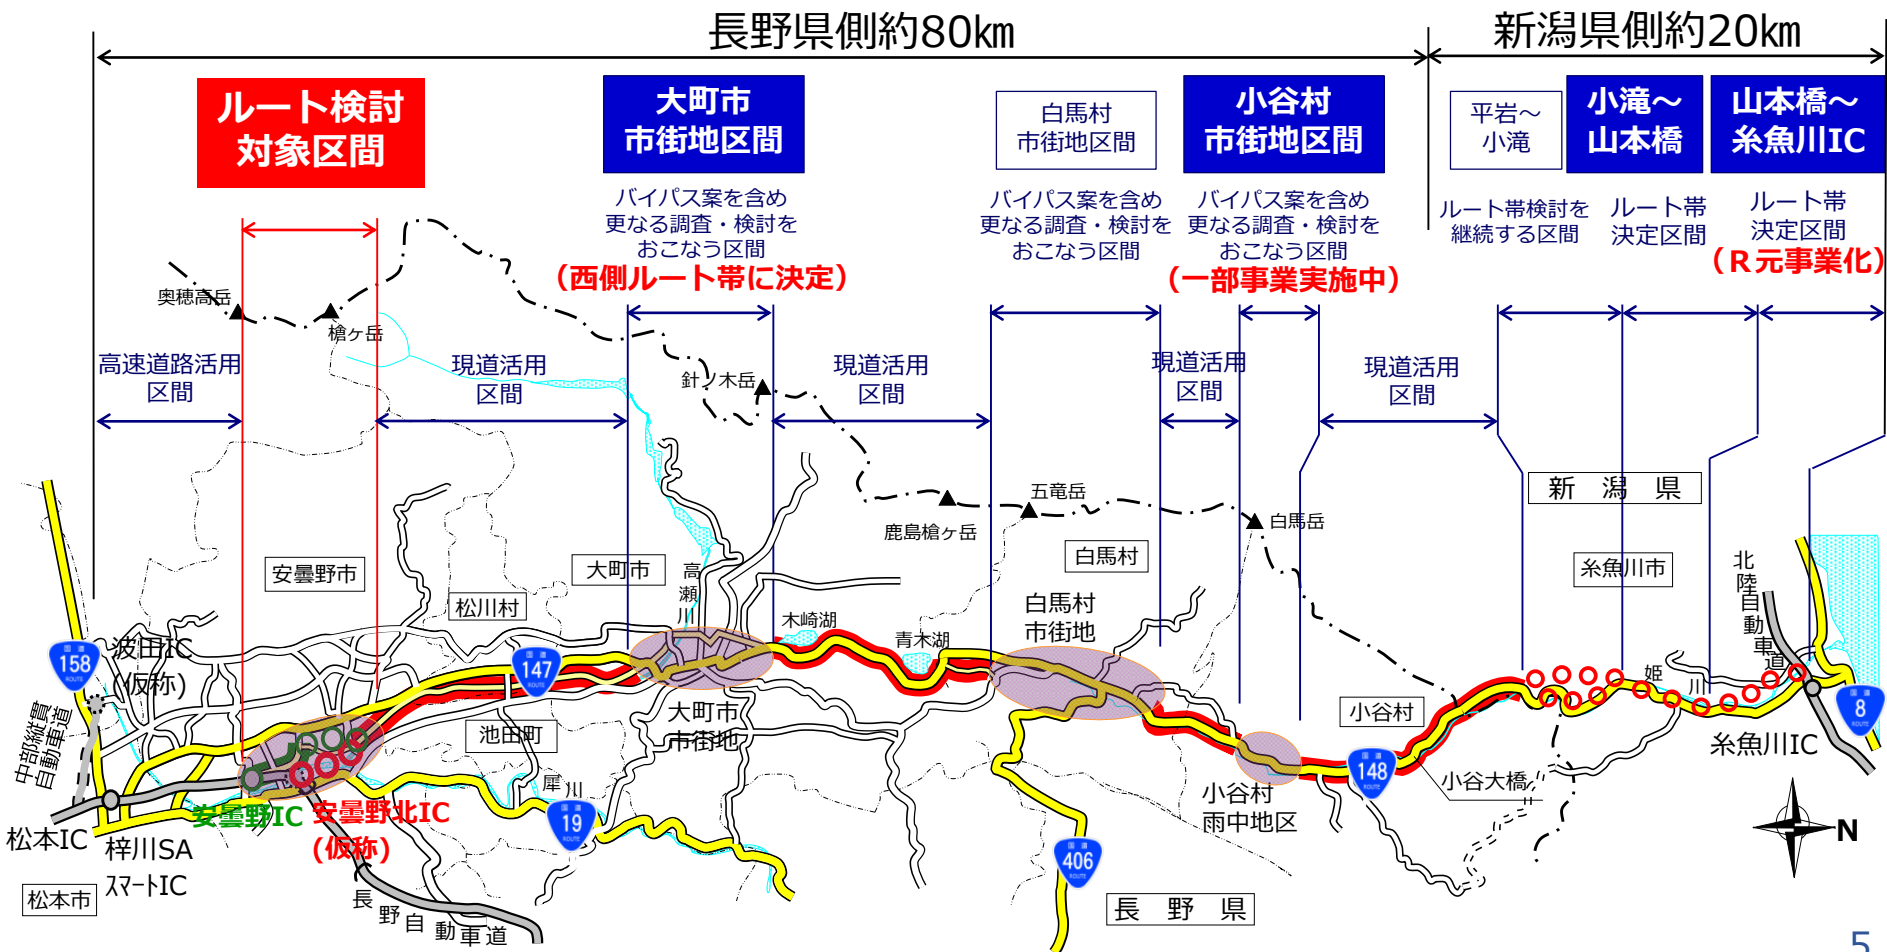 長野県側約80㎞
新潟県側約20㎞
ルート検討
対象区間
大町市
市街地区間
白馬村
市街地区間
小谷村
市街地区間
平岩～
小滝
小滝～
山本橋
山本橋～
糸魚川IC
バイパス案を含め
更なる調査・検討を
おこなう区間
（西側ルート帯に決定）
バイパス案を含め
更なる調査・検討を
おこなう区間
バイパス案を含め
更なる調査・検討を
おこなう区間
（一部事業実施中）
ルート帯検討を
継続する区間
ルート帯
決定区間
ルート帯
決定区間
（Ｒ元事業化）
奥穂高岳
槍ヶ岳
針ノ木岳
高速道路活用
区間
現道活用
区間
現道活用
区間
現道活用
区間
現道活用
区間
鹿島槍ヶ岳
五竜岳
白馬岳
新　潟　県
安曇野市
松川村
大町市
高瀬川
木崎湖
青木湖
白馬村
白馬村
市街地
糸魚川市
北陸自動車道
国道
158
ROUTE
波田IC
(仮称)
中部縦貫
自動車道
国道
147
ROUTE
池田町
大町市
市街地
小谷村
姫川
国道
8
ROUTE
糸魚川IC
国道
148
ROUTE
小谷大橋
小谷村
雨中地区
犀川
国道
19
ROUTE
国道
406
ROUTE
安曇野IC
安曇野北IC
(仮称)
松本IC
梓川SA
ｽﾏｰﾄIC
松本市
長野自動車道
長　野　県
N
5